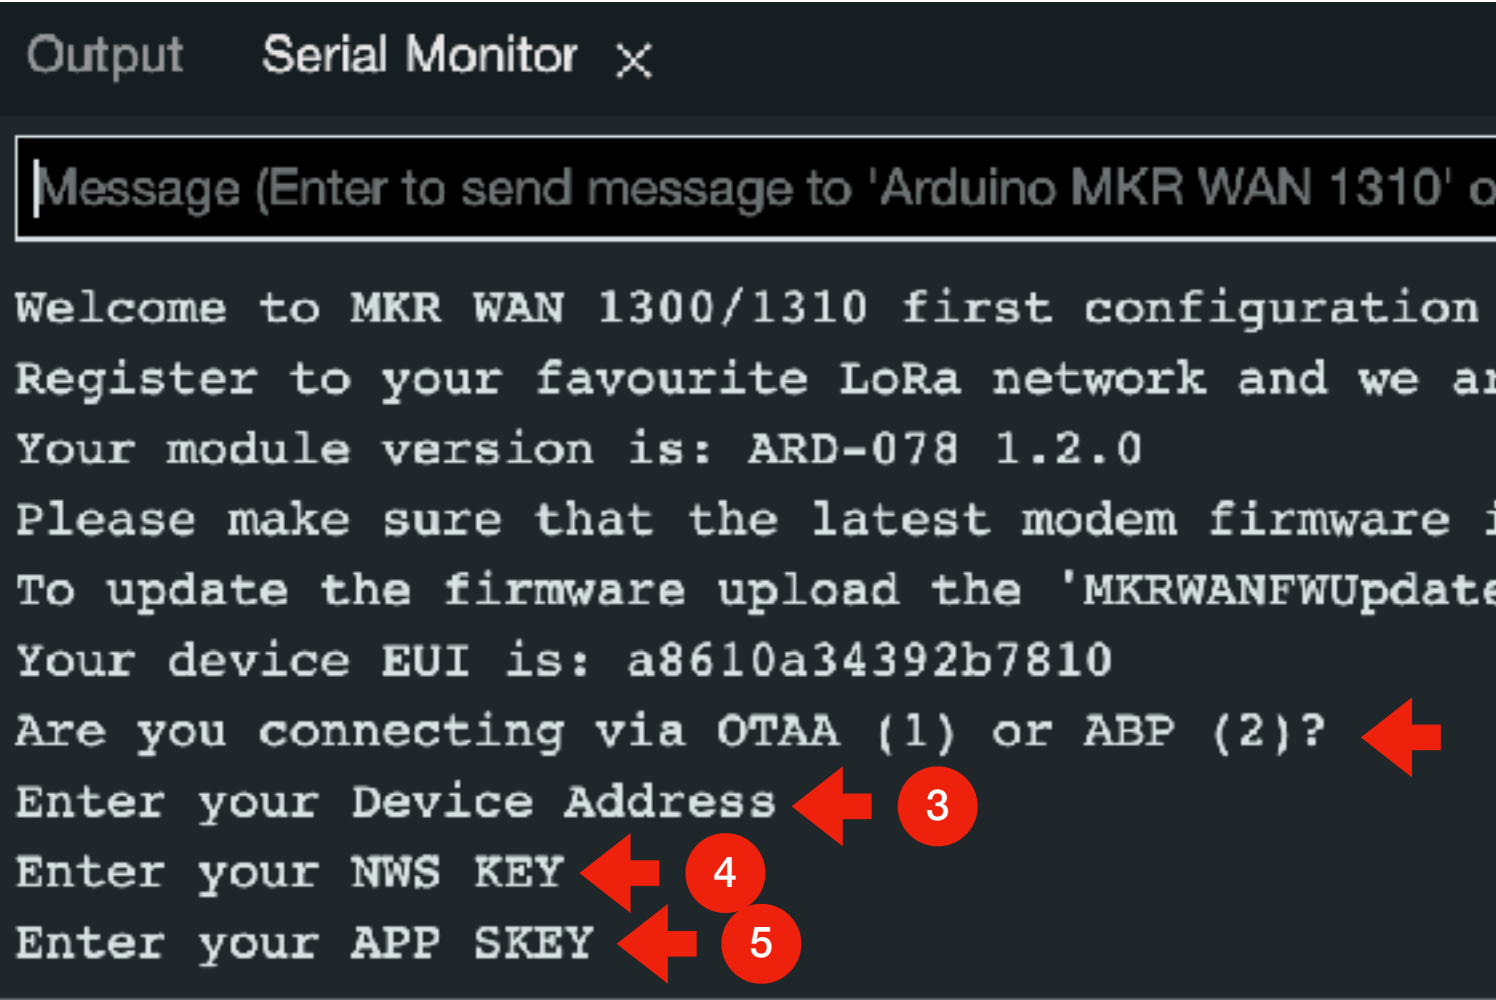 Output Serial Monitor
Message (Enter to send message to 'Arduino MKR WAN 1310'
Welcome to MKR WAN 1300/1310 first configuration
Register to your favourite LoRa network and we
Your module version is: ARD-078 1.2.0
Please make sure that the latest modem firmware
To update the firmware upload the 'MKRWANFWUpdate
Your device EUI is: a8610a34392b7810
Are you connecting via OTAA (1) or ABP (2)?
Enter your Device Address 3
Enter your NWS KEY 4
Enter your APP SKEY 5